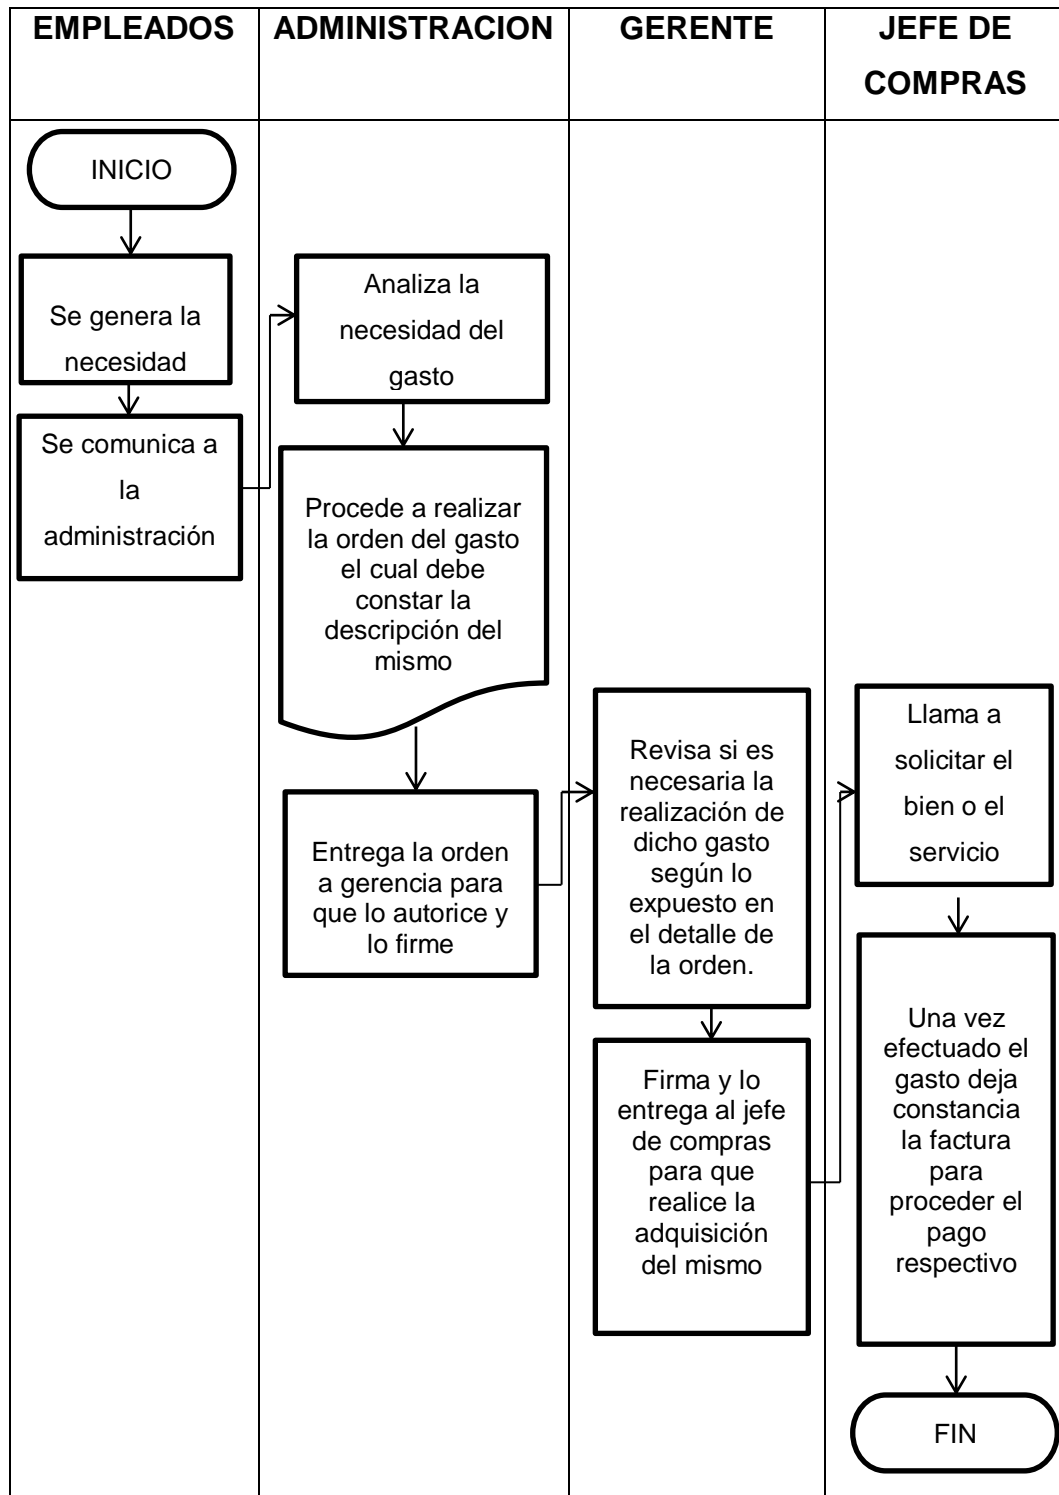 EMPLEADOS
ADMINISTRACION
GERENTE
JEFE DE
COMPRAS
INICIO
Se genera la
necesidad
Se comunica a
la
administración
Analiza la
necesidad del
gasto
Procede a realizar
la orden del gasto
el cual debe
constar la
descripción del
mismo
Entrega la orden
a gerencia para
que lo autorice y
lo firme
Revisa si es
necesaria la
realización de
dicho gasto
según lo
expuesto en
el detalle de
la orden.
Firma y lo
entrega al jefe
de compras
para que
realice la
adquisición
del mismo
Llama a
solicitar el
bien o el
servicio
Una vez
efectuado el
gasto deja
constancia
la factura
para
proceder el
pago
respectivo
FIN